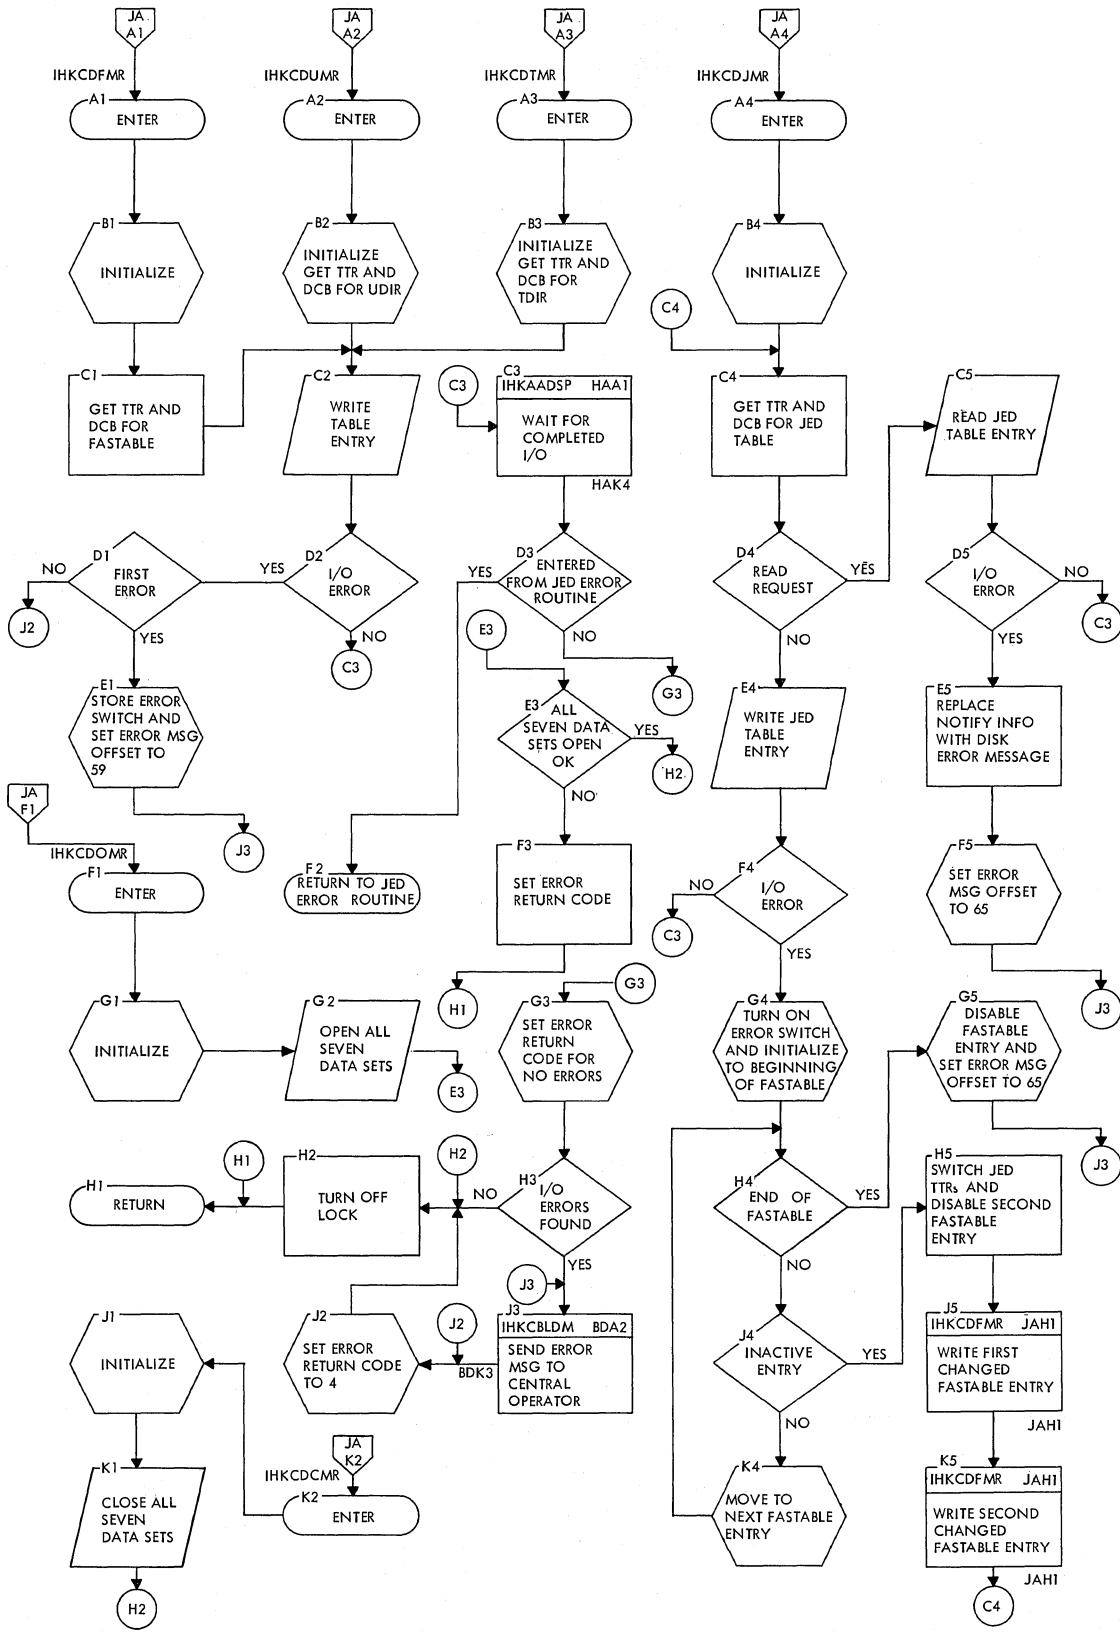 JA
A1
JA
A2
JA
A3
JA
A4
IHKCDFMR
IHKCDUMR
IHKCDTMR
IHKCDJMR
A1
ENTER
A2
ENTER
A3
ENTER
A4
ENTER
B1
INITIALIZE
B2
INITIALIZE
GET TTR AND
DCB FOR UDIR
B3
INITIALIZE
GET TTR AND
DCB FOR
TDIR
B4
INITIALIZE
C4
C1
GET TTR AND
DCB FOR
FASTABLE
C2
WRITE
TABLE
ENTRY
C3
C3
IHKAADSP HAA1
WAIT FOR
COMPLETED
I/O
HAK4
C4
GET TTR AND
DCB FOR JED
TABLE
C5
READ JED
TABLE ENTRY
D1
FIRST
ERROR
NO
YES
J2
D2
I/O
ERROR
YES
NO
C3
D3
ENTERED
FROM JED ERROR
ROUTINE
YES
NO
G3
D4
READ
REQUEST
YES
NO
D5
I/O
ERROR
NO
YES
C3
E1
STORE ERROR
SWITCH AND
SET ERROR MSG
OFFSET TO
59
J3
E3
E3
ALL
SEVEN DATA
SETS OPEN
OK
YES
NO
H2
E4
WRITE JED
TABLE
ENTRY
E5
REPLACE
NOTIFY INFO
WITH DISK
ERROR MESSAGE
JA
F1
IHKCDOMR
F1
ENTER
F2
RETURN TO JED
ERROR ROUTINE
F3
SET ERROR
RETURN CODE
H1
F4
I/O
ERROR
NO
YES
C3
F5
SET ERROR
MSG OFFSET
TO 65
J3
G1
INITIALIZE
G2
OPEN ALL
SEVEN
DATA SETS
E3
G3
G3
SET ERROR
RETURN
CODE FOR
NO ERRORS
G4
TURN ON
ERROR SWITCH
AND INITIALIZE
TO BEGINNING
OF FASTABLE
G5
DISABLE
FASTABLE
ENTRY AND
SET ERROR MSG
OFFSET TO 65
J3
H1
RETURN
H1
H2
TURN OFF
LOCK
H2
H3
I/O
ERRORS
FOUND
NO
YES
H4
END OF
FASTABLE
YES
NO
H5
SWITCH JED
TTRs AND
DISABLE SECOND
FASTABLE
ENTRY
J1
INITIALIZE
J2
SET ERROR
RETURN CODE
TO 4
J2
BDK3
J3
J3
IHKCBLDM BDA2
SEND ERROR
MSG TO
CENTRAL
OPERATOR
J4
INACTIVE
ENTRY
YES
NO
J5
IHKCDFMR JAH1
WRITE FIRST
CHANGED
FASTABLE ENTRY
JAH1
K1
CLOSE ALL
SEVEN
DATA SETS
H2
JA
K2
IHKCDCMR
K2
ENTER
K4
MOVE TO
NEXT FASTABLE
ENTRY
K5
IHKCDFMR JAH1
WRITE SECOND
CHANGED
FASTABLE ENTRY
JAH1
C4